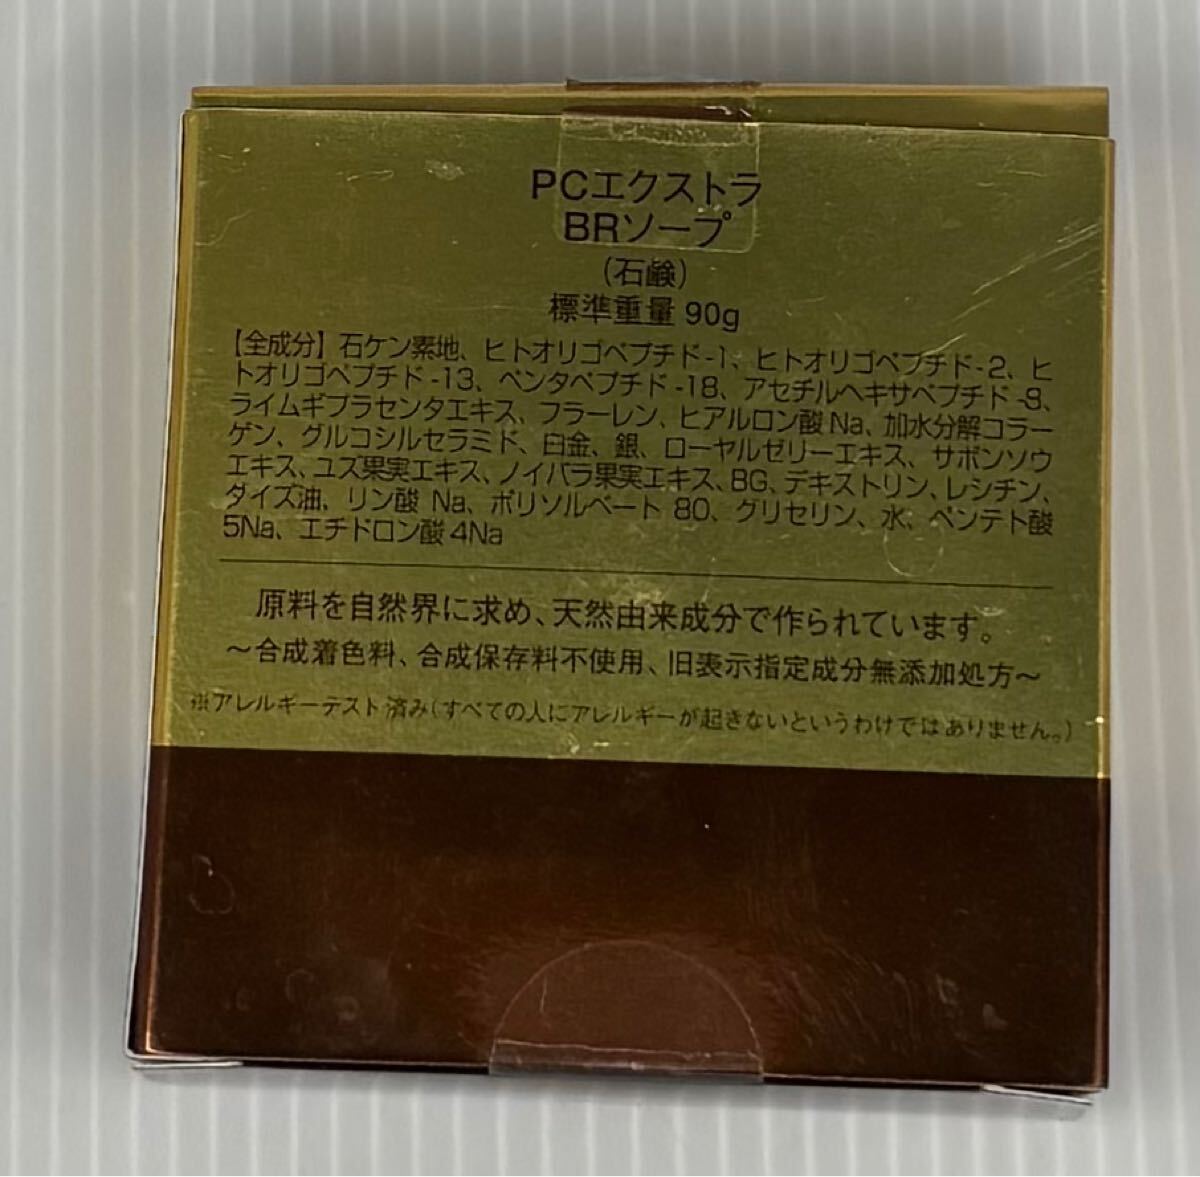 PCエクストラ
BRソープ
(石鹸)
標準重量 90g
【全成分】石ケン素地、ヒトオリゴペプチド-1、ヒトオリゴペプチド-2、ヒ
トオリゴペプチド-13、ペンタペプチド-18、アセチルヘキサペプチド-8、
ライムギプラセンタエキス、フラーレン、ヒアルロン酸Na、加水分解コラー
ゲン、グルコシルセラミド、白金、銀、ローヤルゼリーエキス、サボンソウ
エキス、ユズ果実エキス、ノイバラ果実エキス、BG、デキストリン、レシチン、
ダイズ油、リン酸 Na、ポリソルベート 80、グリセリン、水、ペンテト酸
5Na、エチドロン酸4Na
原料を自然界に求め、天然由来成分で作られています。
〜合成着色料、合成保存料不使用、旧表示指定成分無添加処方〜
※アレルギーテスト済み(すべての人にアレルギーが起きないというわけではありません。)